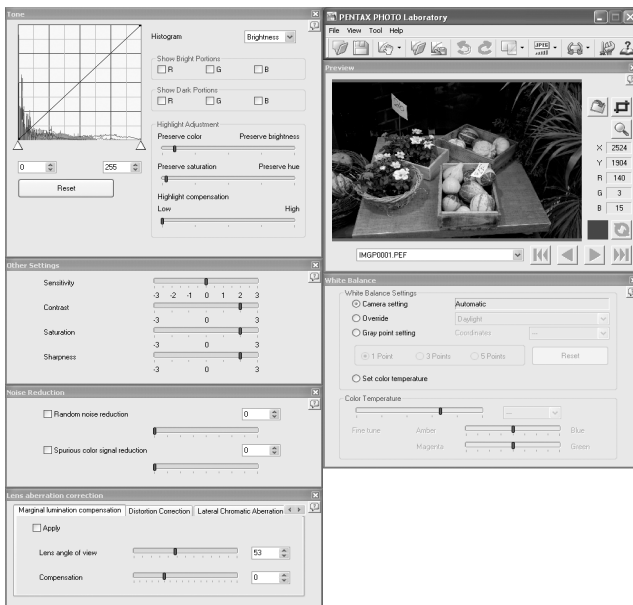 Tone
Histogram
Brightness
Show Bright Portions
R G B
Show Dark Portions
R G B
Highlight Adjustment
Preserve color Preserve brightness
Preserve saturation Preserve hue
Highlight compensation
Low High
0 255
Reset
Other Settings
Sensitivity
-3 -2 -1 0 1 2 3
Contrast
-3 0 3
Saturation
-3 0 3
Sharpness
-3 0 3
Noise Reduction
Random noise reduction 0
Spurious color signal reduction 0
Lens aberration correction
Marginal lumination compensation Distortion Correction Lateral Chromatic Aberration
Apply
Lens angle of view 53
Compensation 0
PENTAX PHOTO Laboratory
File View Tool Help
JPEG
Preview
X 2524
Y 1904
R 140
G 3
B 15
IMGP0001.PEF
White Balance
White Balance Settings
Camera setting Automatic
Override Daylight
Gray point setting Coordinates ---
1 Point 3 Points 5 Points Reset
Set color temperature
Color Temperature
---
Fine tune Amber Blue
Magenta Green